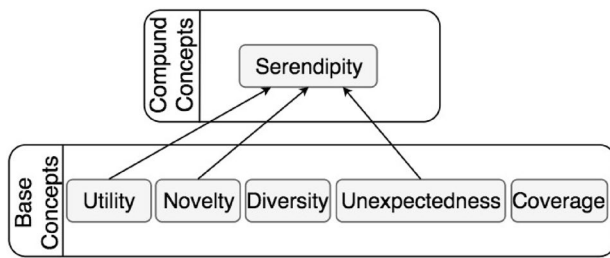 Compund
Concepts
Serendipity
Base
Concepts
Utility
Novelty
Diversity
Unexpectedness
Coverage